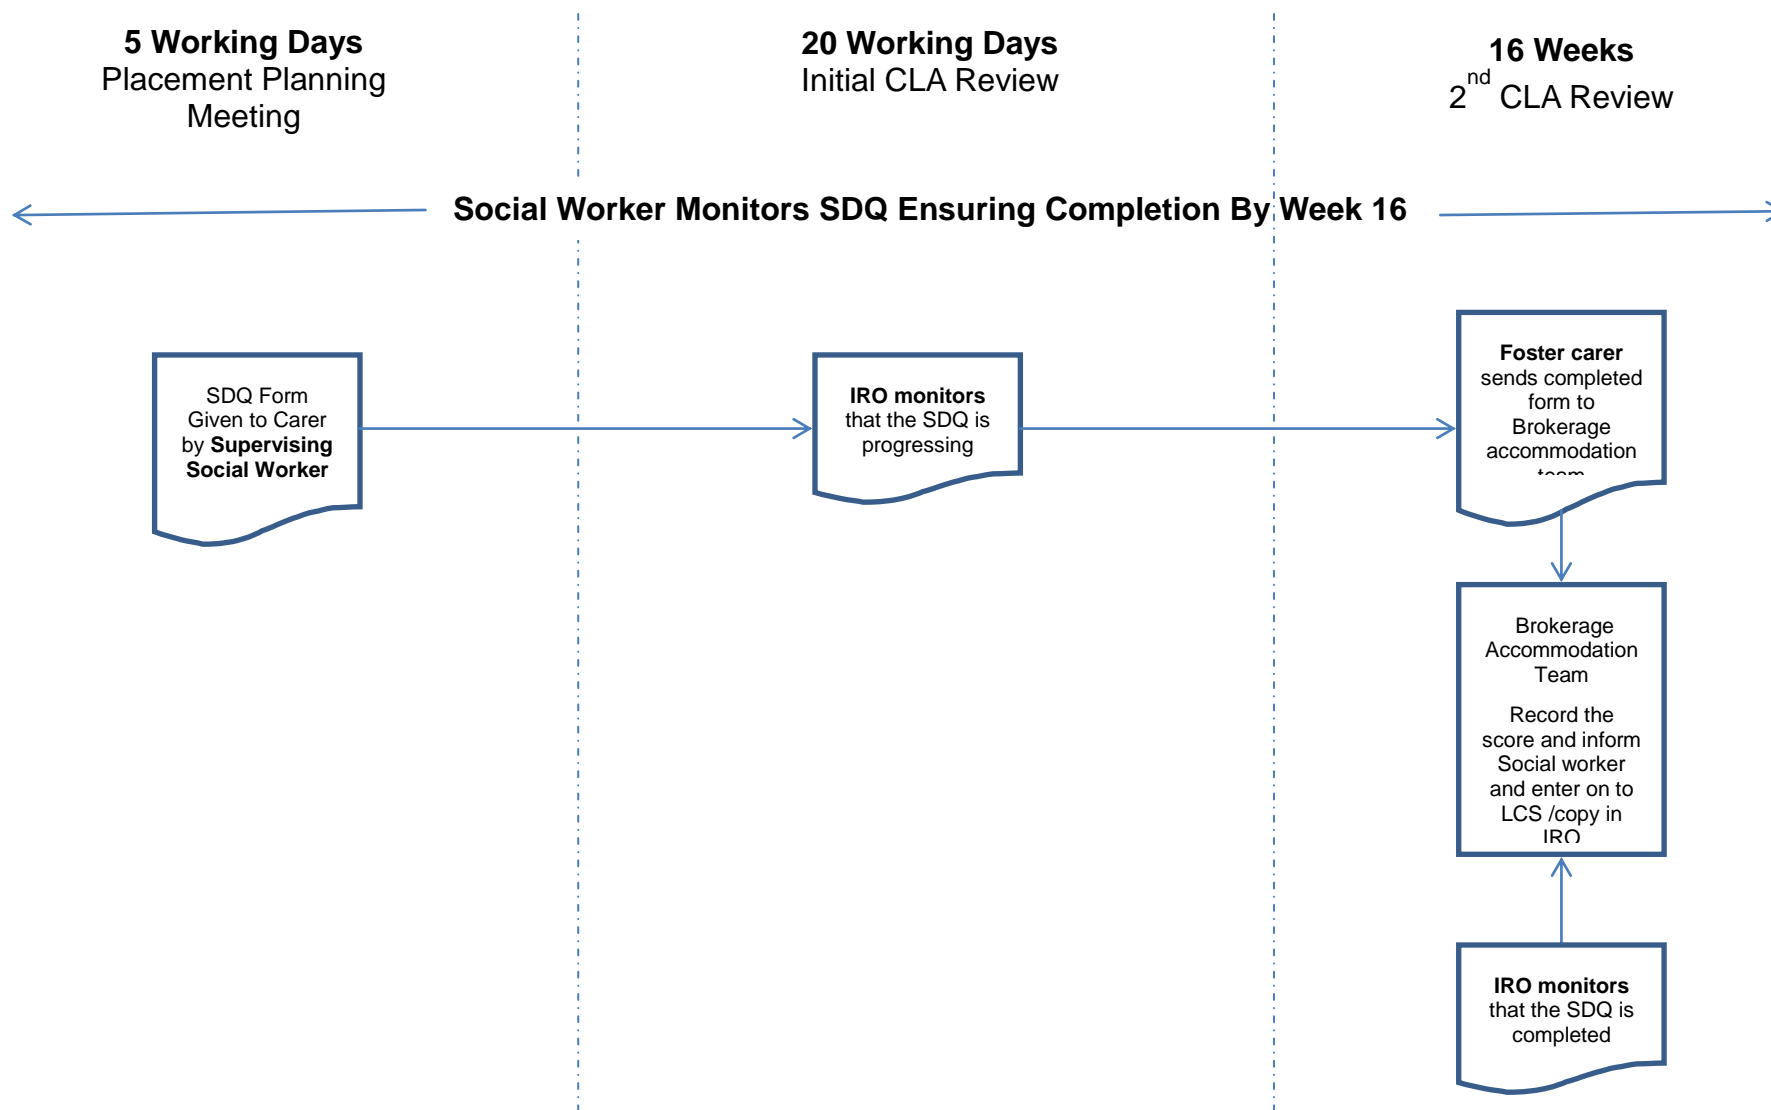 5 Working Days
Placement Planning
Meeting
20 Working Days
Initial CLA Review
16 Weeks
2nd CLA Review
Social Worker Monitors SDQ Ensuring Completion By Week 16
SDQ Form
Given to Carer
by Supervising
Social Worker
IRO monitors
that the SDQ is
progressing
Foster carer
sends completed
form to
Brokerage
accommodation
team
Brokerage
Accommodation
Team
Record the
score and inform
Social worker
and enter on to
LCS /copy in
IRO
IRO monitors
that the SDQ is
completed